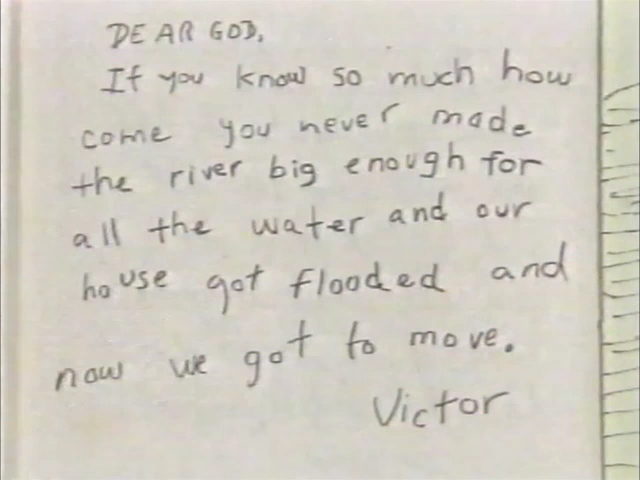 DEAR GOD,
If you know so much how
come you never made
the river big enough for
all the water and our
house got flooded and
now we got to move.
Victor